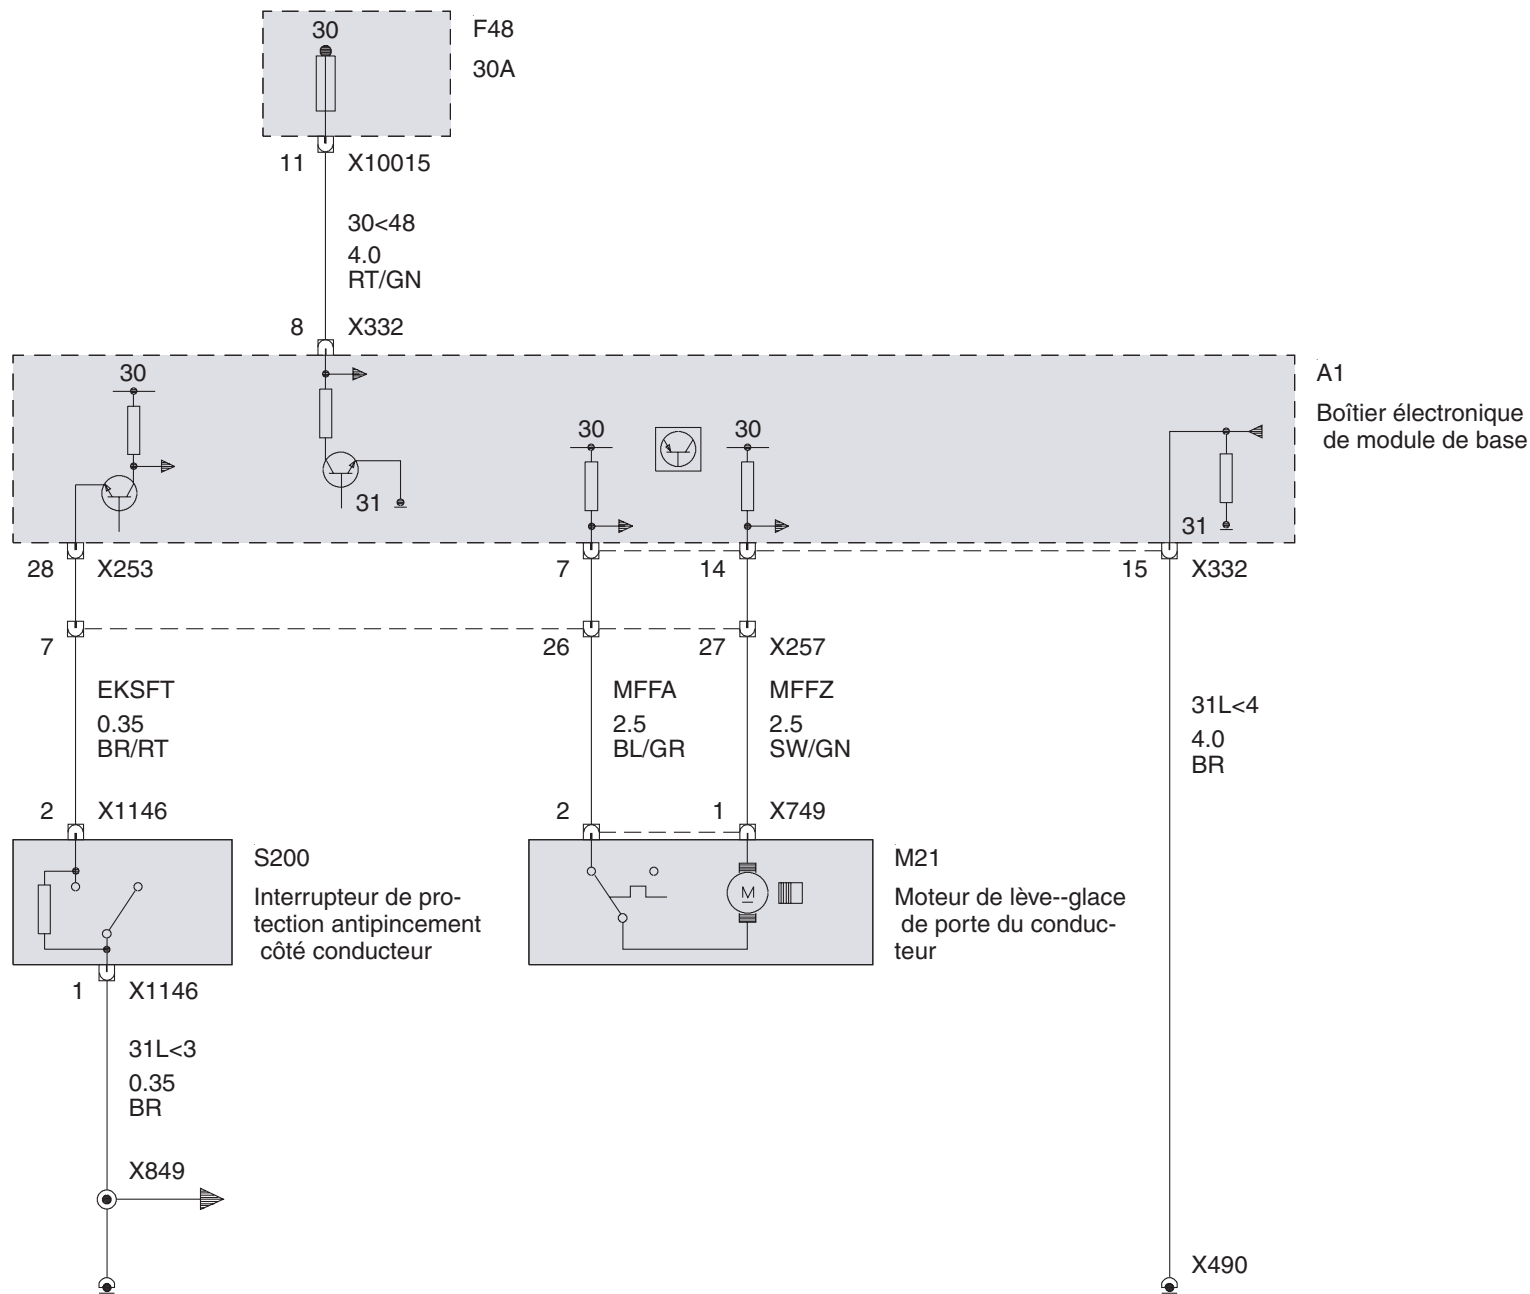 30
F48
30A
11 X10015
30<48
4.0
RT/GN
8 X332
30
31
30
30
31
A1
Boîtier électronique
de module de base
28 X253
7
14
15 X332
7
26
27 X257
EKSFT
0.35
BR/RT
MFFA
2.5
BL/GR
MFFZ
2.5
SW/GN
31L<4
4.0
BR
2 X1146
2
1 X749
S200
Interrupteur de pro-
tection antipincement
côté conducteur
M
M21
Moteur de lève--glace
de porte du conduc-
teur
1 X1146
31L<3
0.35
BR
X849
X490